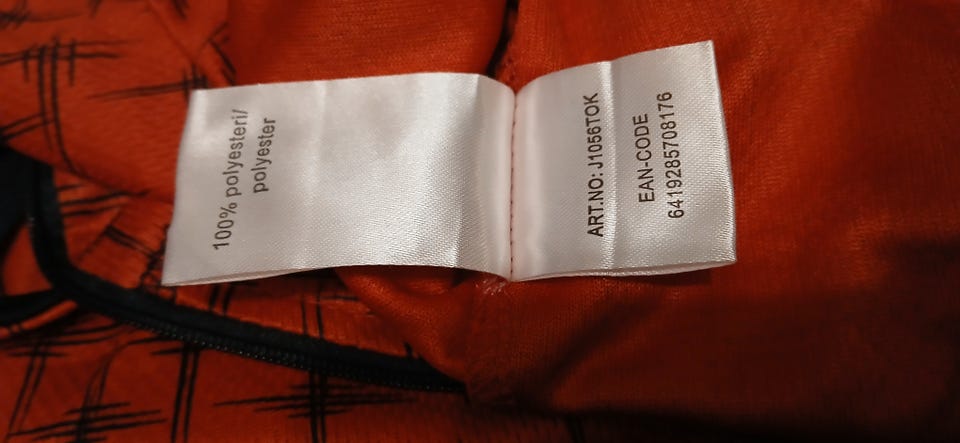 100% polyesteri/
polyester
ART.NO: J1056TOK
EAN-CODE
6419285708176